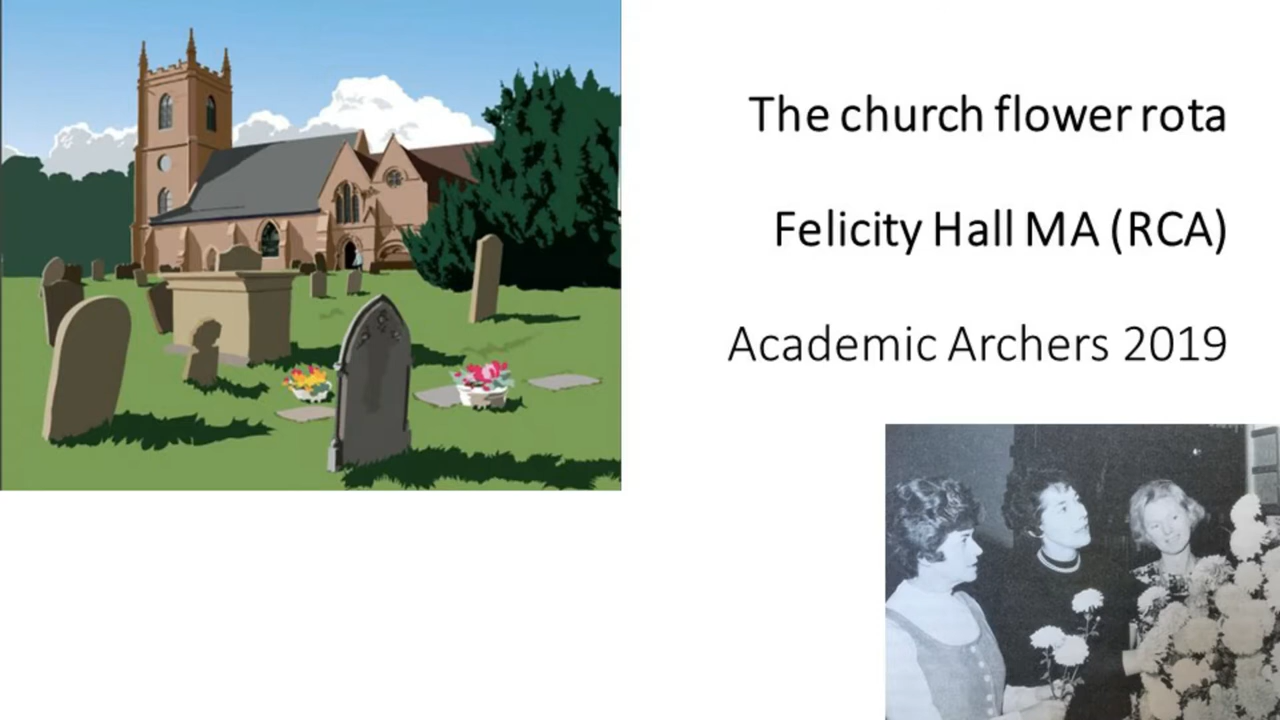 The church flower rota
Felicity Hall MA (RCA)
Academic Archers 2019